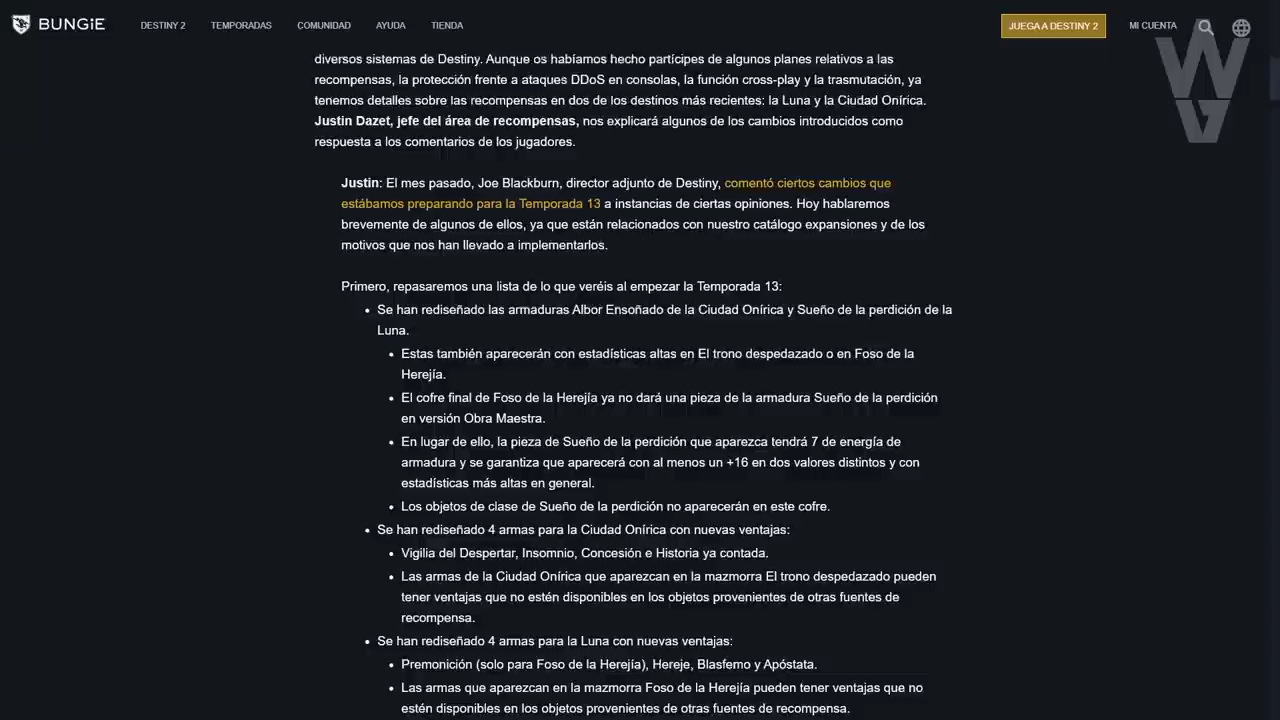 BUNGiE
DESTINY 2
TEMPORADAS
COMUNIDAD
AYUDA
TIENDA
JUEGA A DESTINY 2
MI CUENTA
WG
diversos sistemas de Destiny. Aunque os habíamos hecho partícipes de algunos planes relativos a las
recompensas, la protección frente a ataques DDoS en consolas, la función cross-play y la trasmutación, ya
tenemos detalles sobre las recompensas en dos de los destinos más recientes: la Luna y la Ciudad Onírica.
Justin Dazet, jefe del área de recompensas, nos explicará algunos de los cambios introducidos como
respuesta a los comentarios de los jugadores.
Justin: El mes pasado, Joe Blackburn, director adjunto de Destiny, comentó ciertos cambios que
estábamos preparando para la Temporada 13 a instancias de ciertas opiniones. Hoy hablaremos
brevemente de algunos de ellos, ya que están relacionados con nuestro catálogo expansiones y de los
motivos que nos han llevado a implementarlos.
Primero, repasaremos una lista de lo que veréis al empezar la Temporada 13:
• Se han rediseñado las armaduras Albor Ensoñado de la Ciudad Onírica y Sueño de la perdición de la
Luna.
• Estas también aparecerán con estadísticas altas en El trono despedazado o en Foso de la
Herejía.
• El cofre final de Foso de la Herejía ya no dará una pieza de la armadura Sueño de la perdición
en versión Obra Maestra.
• En lugar de ello, la pieza de Sueño de la perdición que aparezca tendrá 7 de energía de
armadura y se garantiza que aparecerá con al menos un +16 en dos valores distintos y con
estadísticas más altas en general.
• Los objetos de clase de Sueño de la perdición no aparecerán en este cofre.
• Se han rediseñado 4 armas para la Ciudad Onírica con nuevas ventajas:
• Vigilia del Despertar, Insomnio, Concesión e Historia ya contada.
• Las armas de la Ciudad Onírica que aparezcan en la mazmorra El trono despedazado pueden
tener ventajas que no estén disponibles en los objetos provenientes de otras fuentes de
recompensa.
• Se han rediseñado 4 armas para la Luna con nuevas ventajas:
• Premonición (solo para Foso de la Herejía), Hereje, Blasfemo y Apóstata.
• Las armas que aparezcan en la mazmorra Foso de la Herejía pueden tener ventajas que no
estén disponibles en los objetos provenientes de otras fuentes de recompensa.